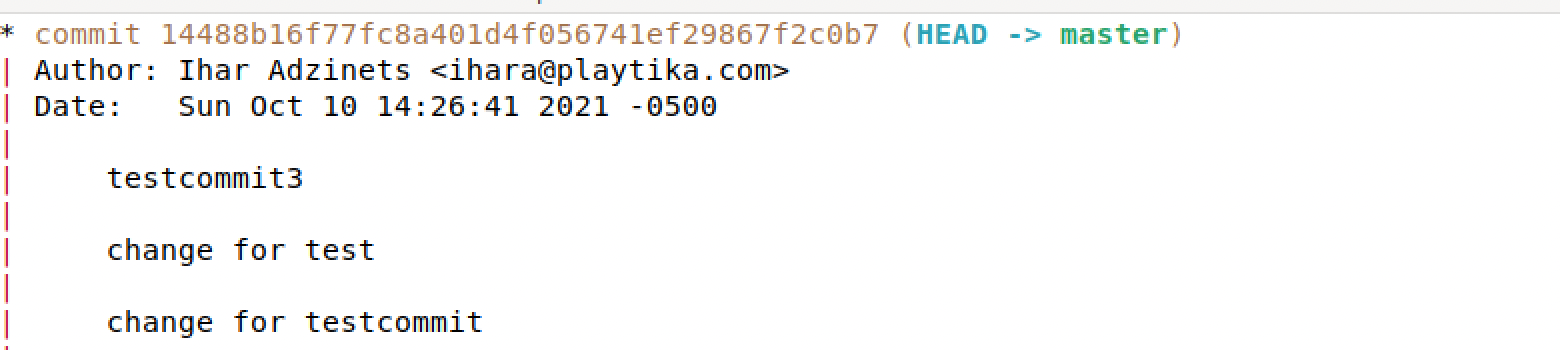 * commit 14488b16f77fc8a401d4f056741ef29867f2c0b7 (HEAD -> master)
| Author: Ihar Adzinets <ihara@playtika.com>
| Date:   Sun Oct 10 14:26:41 2021 -0500
|
|     testcommit3
|
|     change for test
|
|     change for testcommit